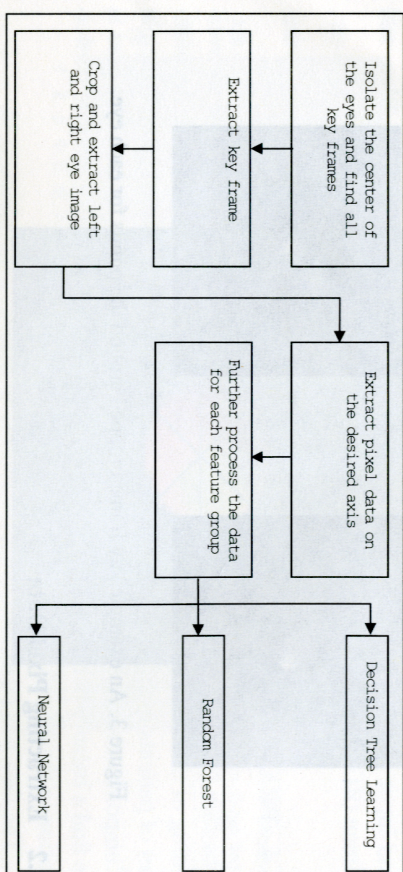 Isolate the center of
the eyes and find all
key frames
Extract key frame
Crop and extract left
and right eye image
Extract pixel data on
the desired axis
Further process the data
for each feature group
Decision Tree Learning
Random Forest
Neural Network